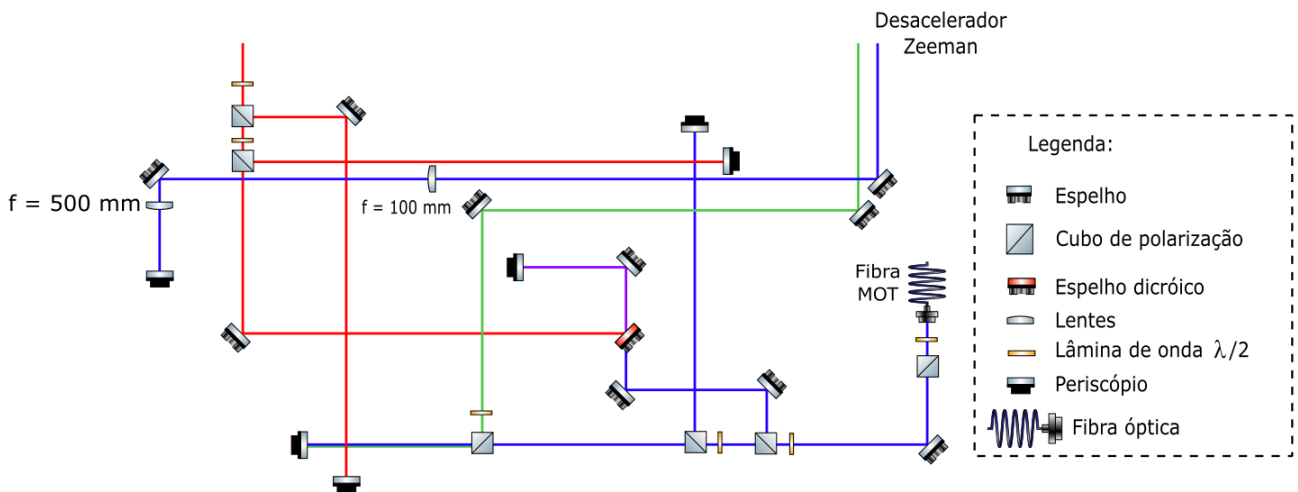 Desacelerador
Zeeman
f = 500 mm
f = 100 mm
Fibra
MOT
Legenda:
Espelho
Cubo de polarização
Espelho dicróico
Lentes
Lâmina de onda λ/2
Periscópio
Fibra óptica